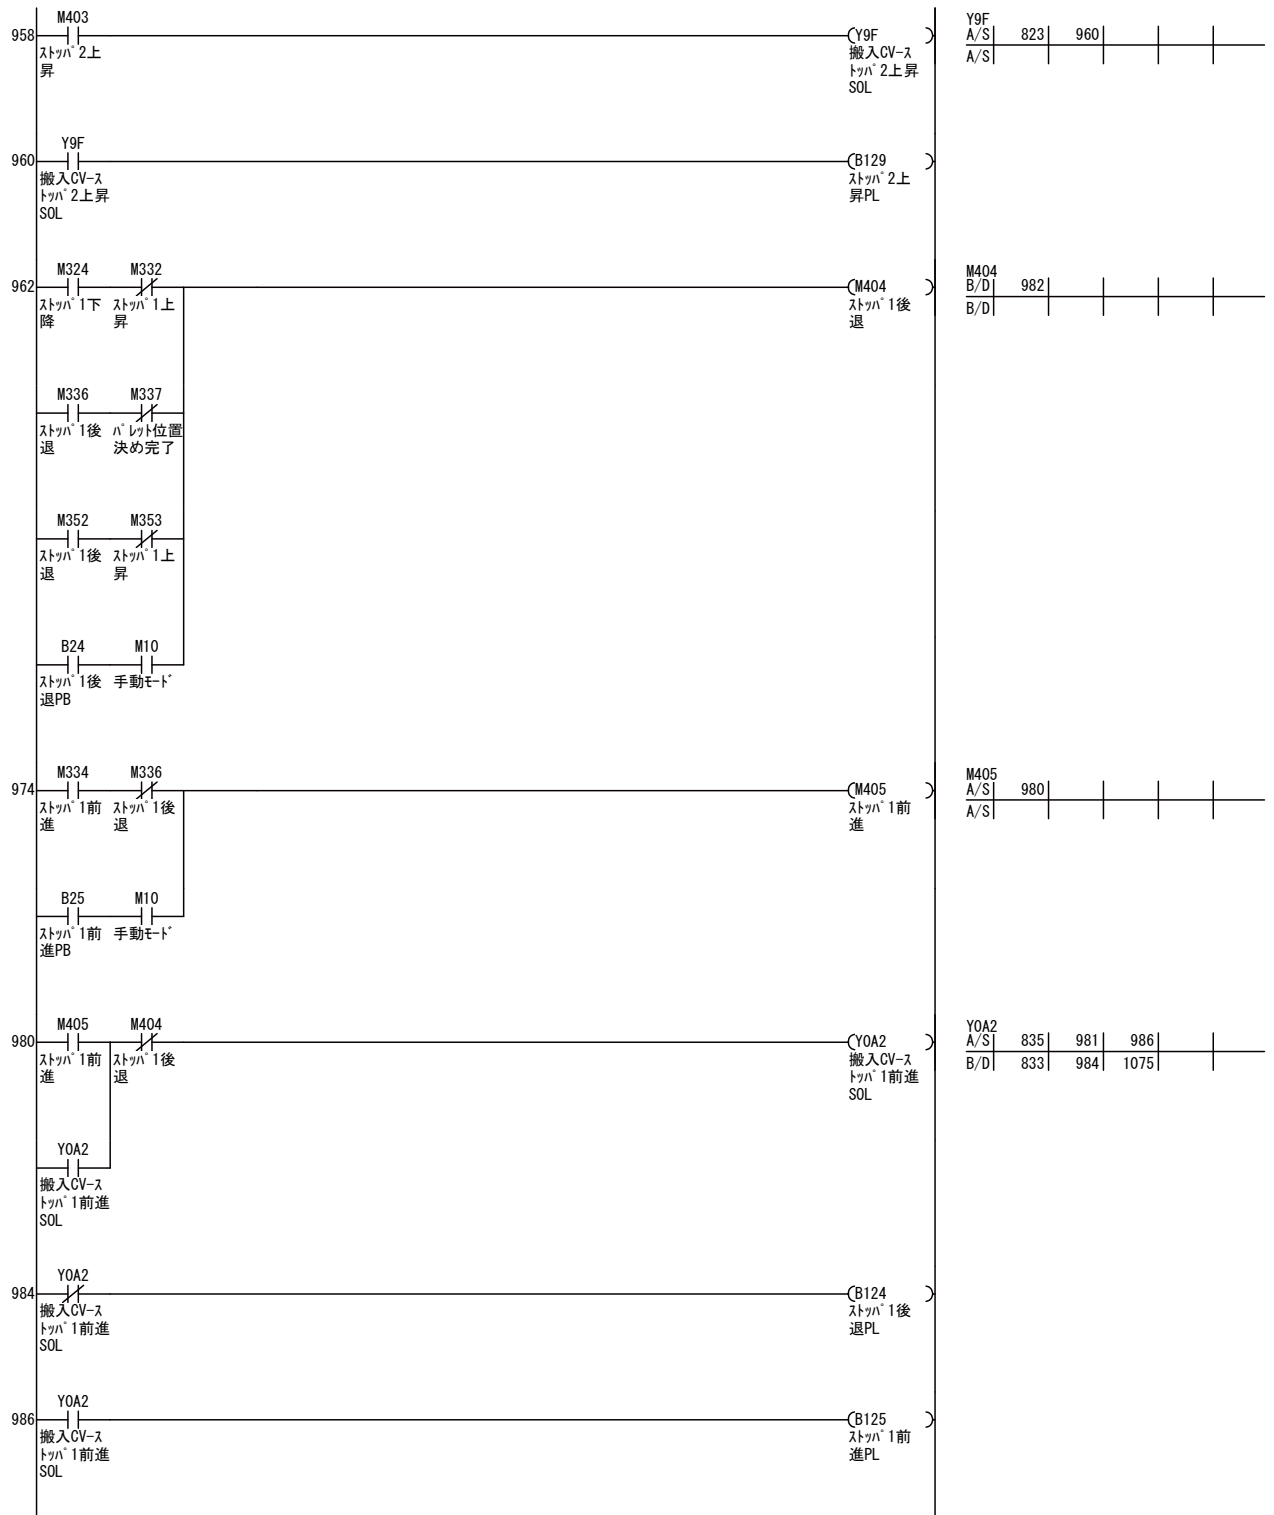 M403
958
ｽﾄｯﾊﾟ2上
昇
(Y9F )
搬入CV-ｽ
ﾄｯﾊﾟ2上昇
SOL
Y9F
A/S| 823| 960| | |
A/S|
Y9F
960
搬入CV-ｽ
ﾄｯﾊﾟ2上昇
SOL
(B129 )
ｽﾄｯﾊﾟ2上
昇PL
M324 M332
962
ｽﾄｯﾊﾟ1下 ｽﾄｯﾊﾟ1上
降 昇
(M404 )
ｽﾄｯﾊﾟ1後
退
M404
B/D| 982| | | |
B/D|
M336 M337
ｽﾄｯﾊﾟ1後 ﾊﾟﾚｯﾄ位置
退 決め完了
M352 M353
ｽﾄｯﾊﾟ1後 ｽﾄｯﾊﾟ1上
退 昇
B24 M10
ｽﾄｯﾊﾟ1後 手動ﾓｰﾄﾞ
退PB
M334 M336
974
ｽﾄｯﾊﾟ1前 ｽﾄｯﾊﾟ1後
進 退
(M405 )
ｽﾄｯﾊﾟ1前
進
M405
A/S| 980| | | |
A/S|
B25 M10
ｽﾄｯﾊﾟ1前 手動ﾓｰﾄﾞ
進PB
M405 M404
980
ｽﾄｯﾊﾟ1前 ｽﾄｯﾊﾟ1後
進 退
(Y0A2 )
搬入CV-ｽ
ﾄｯﾊﾟ1前進
SOL
Y0A2
A/S| 835| 981| 986| |
B/D| 833| 984| 1075|
Y0A2
搬入CV-ｽ
ﾄｯﾊﾟ1前進
SOL
Y0A2
984
搬入CV-ｽ
ﾄｯﾊﾟ1前進
SOL
(B124 )
ｽﾄｯﾊﾟ1後
退PL
Y0A2
986
搬入CV-ｽ
ﾄｯﾊﾟ1前進
SOL
(B125 )
ｽﾄｯﾊﾟ1前
進PL